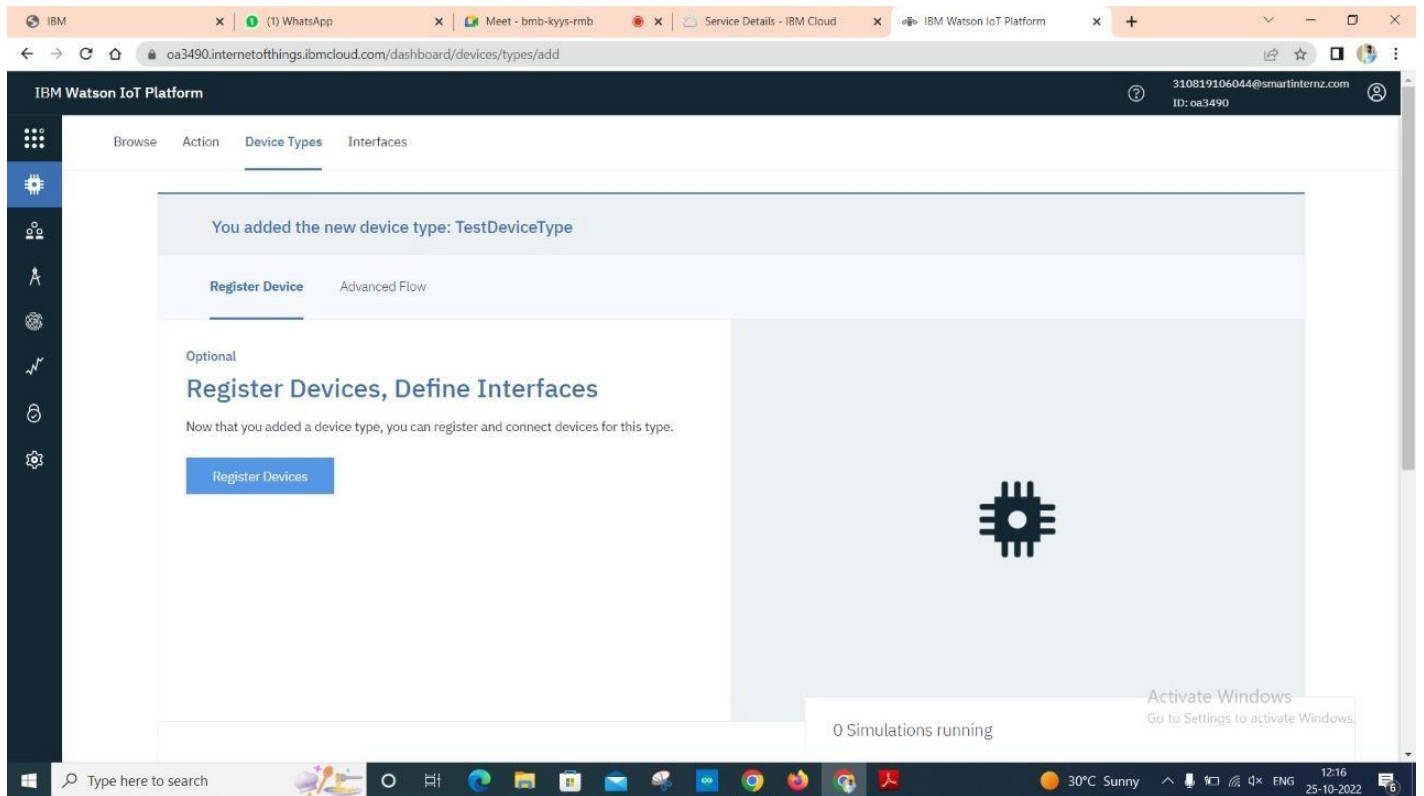 IBM
(1) WhatsApp
Meet - bmb-kyys-rmb
Service Details - IBM Cloud
IBM Watson IoT Platform
oa3490.internetofthings.ibmcloud.com/dashboard/devices/types/add
IBM Watson IoT Platform
310819106044@smartinternz.com
ID: oa3490
Browse Action Device Types Interfaces
You added the new device type: TestDeviceType
Register Device Advanced Flow
Optional
Register Devices, Define Interfaces
Now that you added a device type, you can register and connect devices for this type.
Register Devices
0 Simulations running
Activate Windows
Go to Settings to activate Windows.
Type here to search
30°C Sunny
ENG
12:16
25-10-2022
6